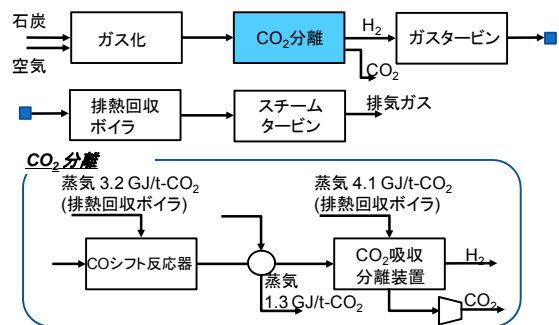 石炭
空気
ガス化
CO₂分離
H₂
CO₂
ガスタービン
排熱回収
ボイラ
スチーム
タービン
排気ガス
CO₂ 分離
蒸気 3.2 GJ/t-CO₂
(排熱回収ボイラ)
蒸気 4.1 GJ/t-CO₂
(排熱回収ボイラ)
COシフト反応器
蒸気
1.3 GJ/t-CO₂
CO₂吸収
分離装置
H₂
CO₂